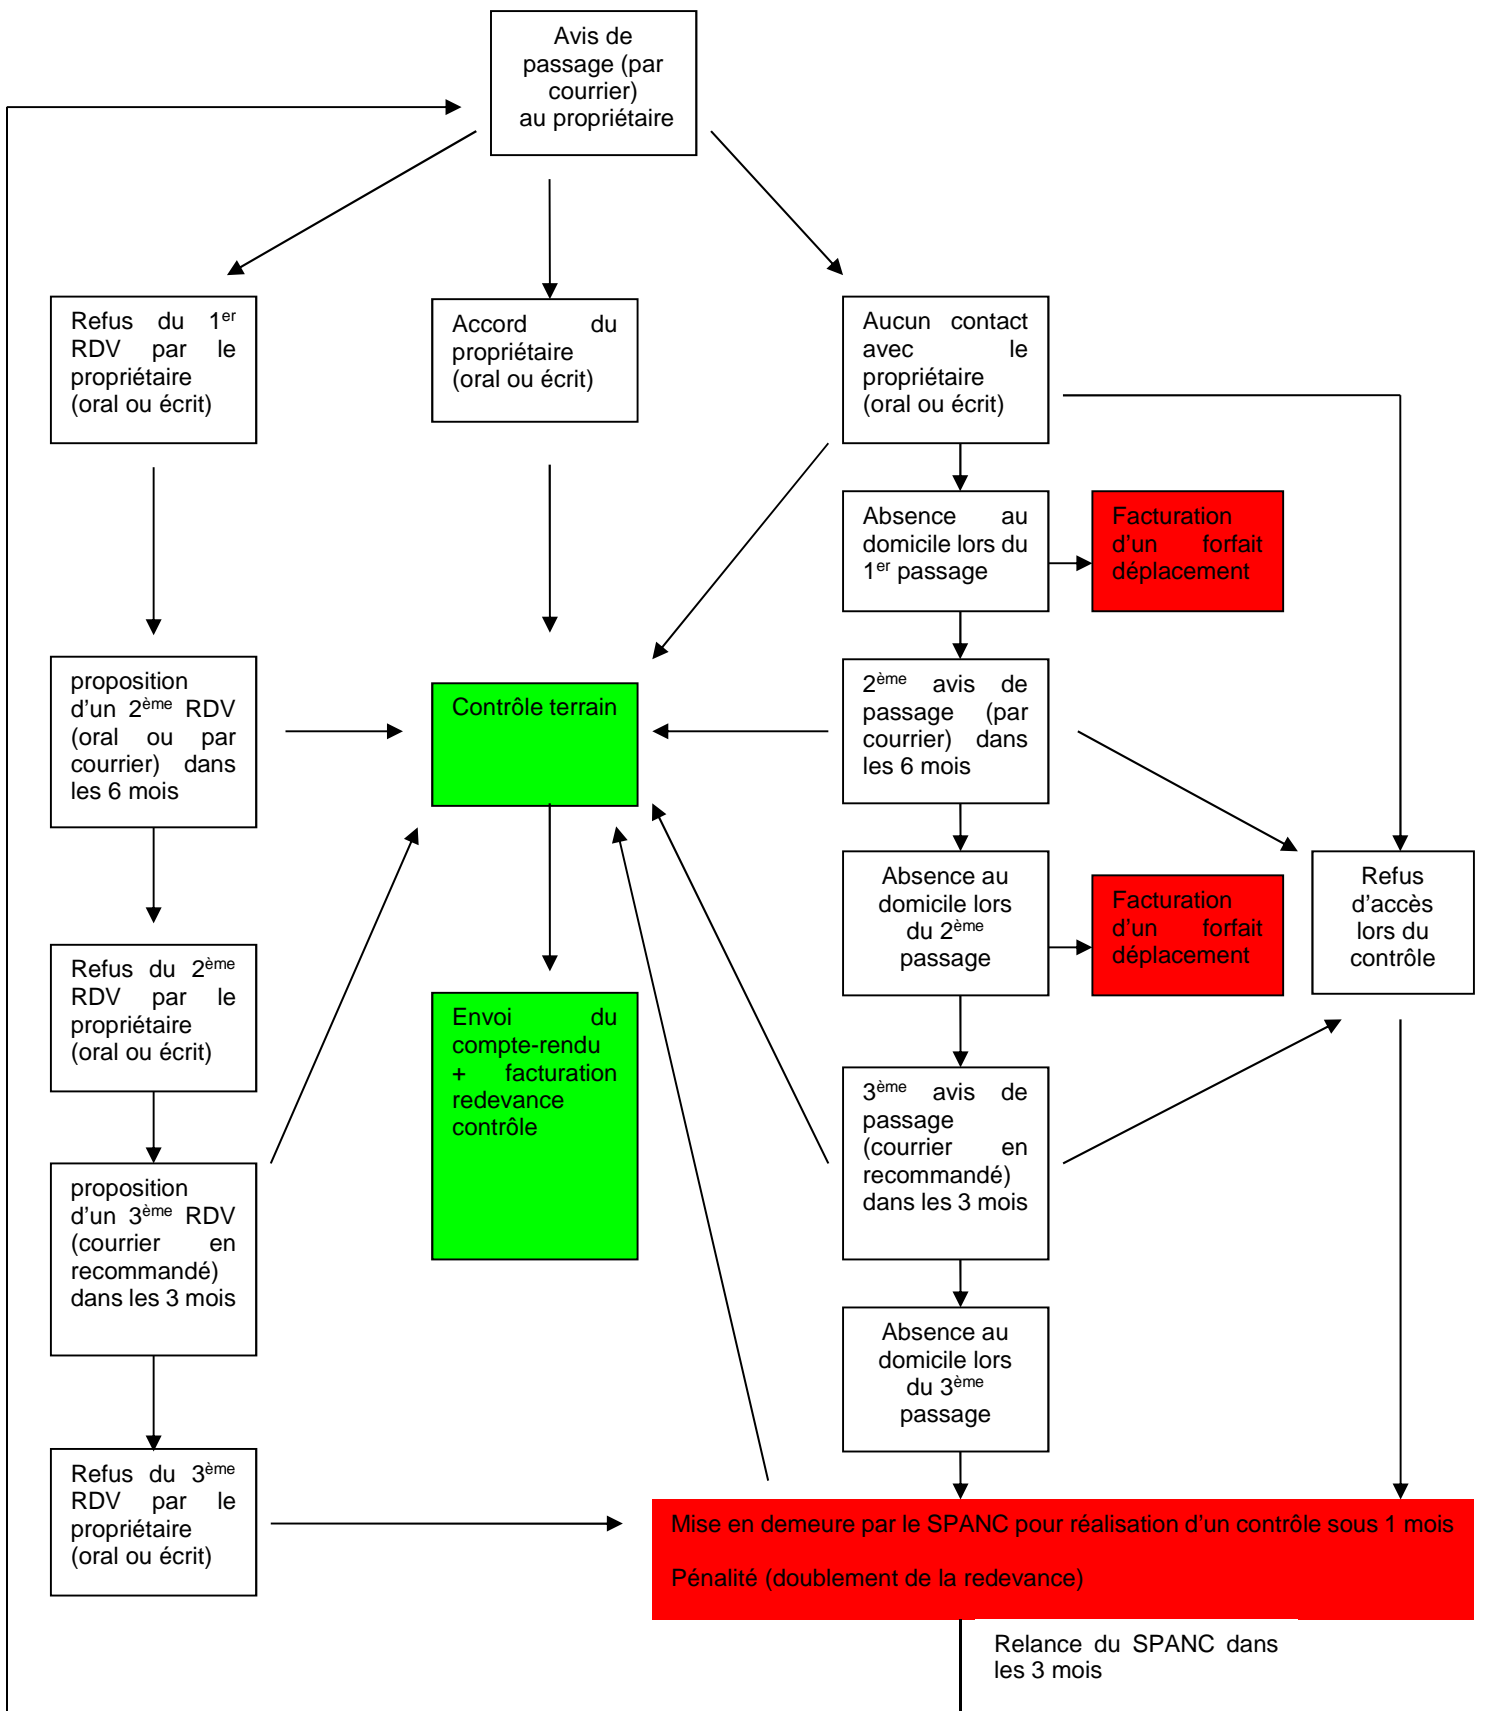 Avis de
passage (par
courrier)
au propriétaire
Refus du 1er
RDV par le
propriétaire
(oral ou écrit)
Accord du
propriétaire
(oral ou écrit)
Aucun contact
avec le
propriétaire
(oral ou écrit)
Absence au
domicile lors du
1er passage
Facturation
d'un forfait
déplacement
proposition
d'un 2ème RDV
(oral ou par
courrier) dans
les 6 mois
Contrôle terrain
2ème avis de
passage (par
courrier) dans
les 6 mois
Absence au
domicile lors
du 2ème
passage
Facturation
d'un forfait
déplacement
Refus
d'accès
lors du
contrôle
Refus du 2ème
RDV par le
propriétaire
(oral ou écrit)
Envoi du
compte-rendu
+ facturation
redevance
contrôle
3ème avis de
passage
(courrier en
recommandé)
dans les 3 mois
proposition
d'un 3ème RDV
(courrier en
recommandé)
dans les 3 mois
Absence au
domicile lors
du 3ème
passage
Refus du 3ème
RDV par le
propriétaire
(oral ou écrit)
Mise en demeure par le SPANC pour réalisation d'un contrôle sous 1 mois
Pénalité (doublement de la redevance)
Relance du SPANC dans
les 3 mois